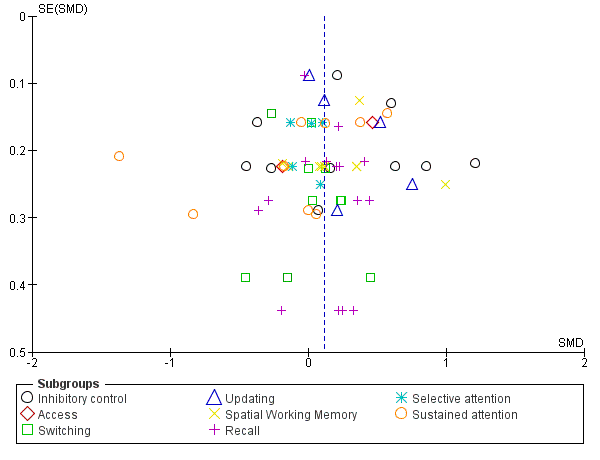 SE(SMD)
0
0.1
0.2
0.3
0.4
0.5
SMD
-2 -1 0 1 2
Subgroups
Inhibitory control Updating Selective attention
Access Spatial Working Memory Sustained attention
Switching Recall